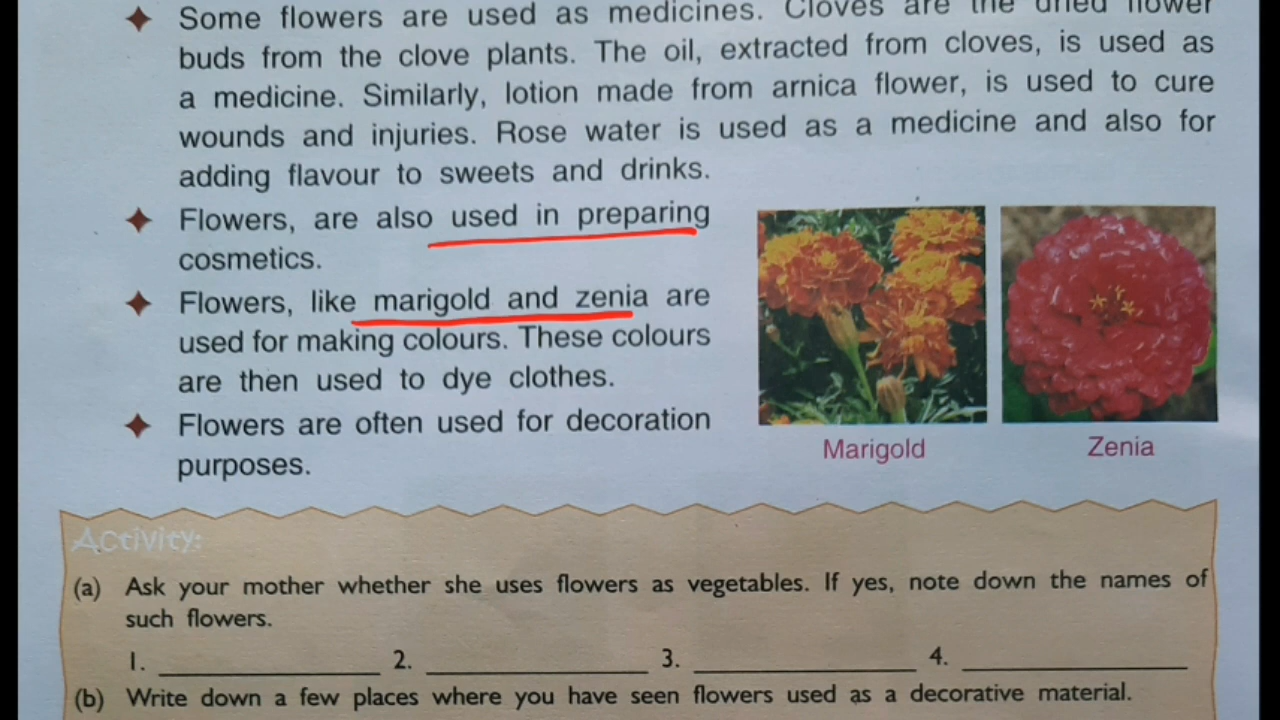 Some flowers are used as medicines. Cloves are the dried flower
buds from the clove plants. The oil, extracted from cloves, is used as
a medicine. Similarly, lotion made from arnica flower, is used to cure
wounds and injuries. Rose water is used as a medicine and also for
adding flavour to sweets and drinks.
Flowers, are also used in preparing
cosmetics.
Flowers, like marigold and zenia are
used for making colours. These colours
are then used to dye clothes.
Flowers are often used for decoration
purposes.
Marigold
Zenia
Activity:
(a) Ask your mother whether she uses flowers as vegetables. If yes, note down the names of
such flowers.
1. 2. 3. 4.
(b) Write down a few places where you have seen flowers used as a decorative material.